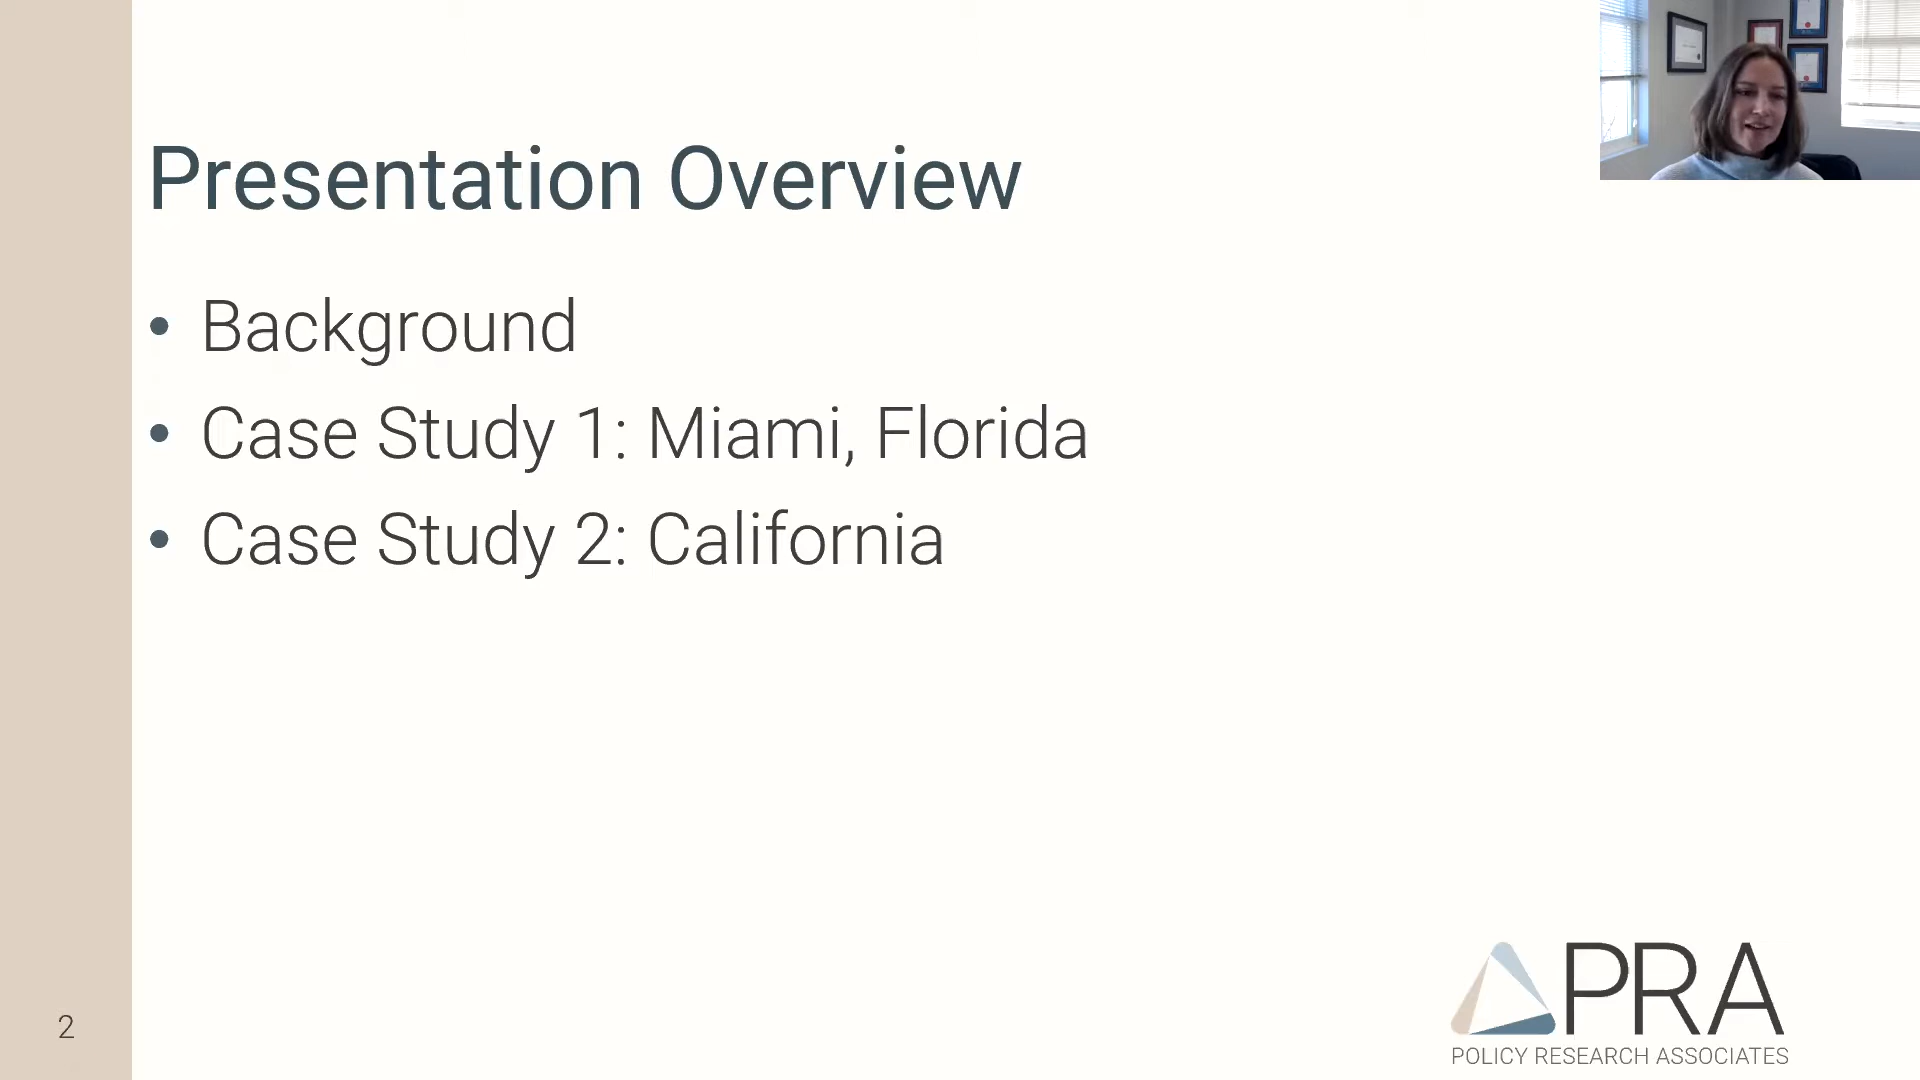 Presentation Overview
• Background
• Case Study 1: Miami, Florida
• Case Study 2: California
2
PRA
POLICY RESEARCH ASSOCIATES